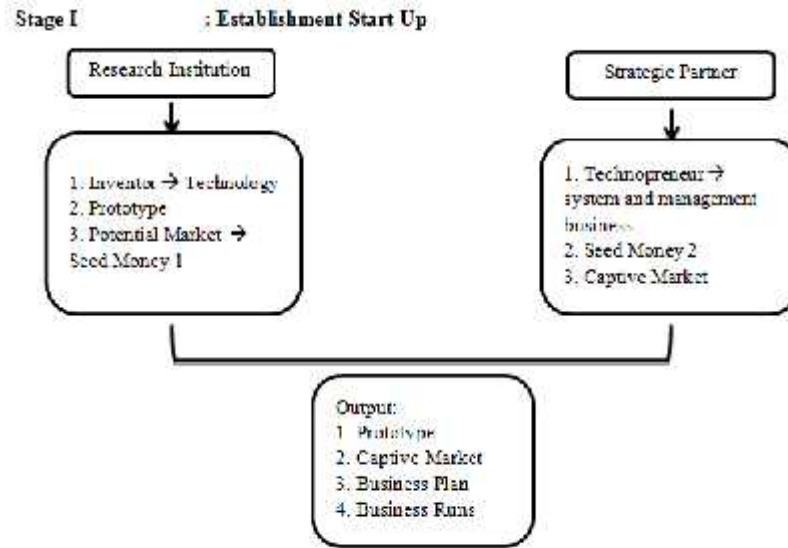 Stage I : Establishment Start Up
Research Institution
Strategic Partner
1. Inventor → Technology
2. Prototype
3. Potential Market →
Seed Money 1
1. Technopreneur →
system and management
business
2. Seed Money 2
3. Captive Market
Output:
1. Prototype
2. Captive Market
3. Business Plan
4. Business Runs